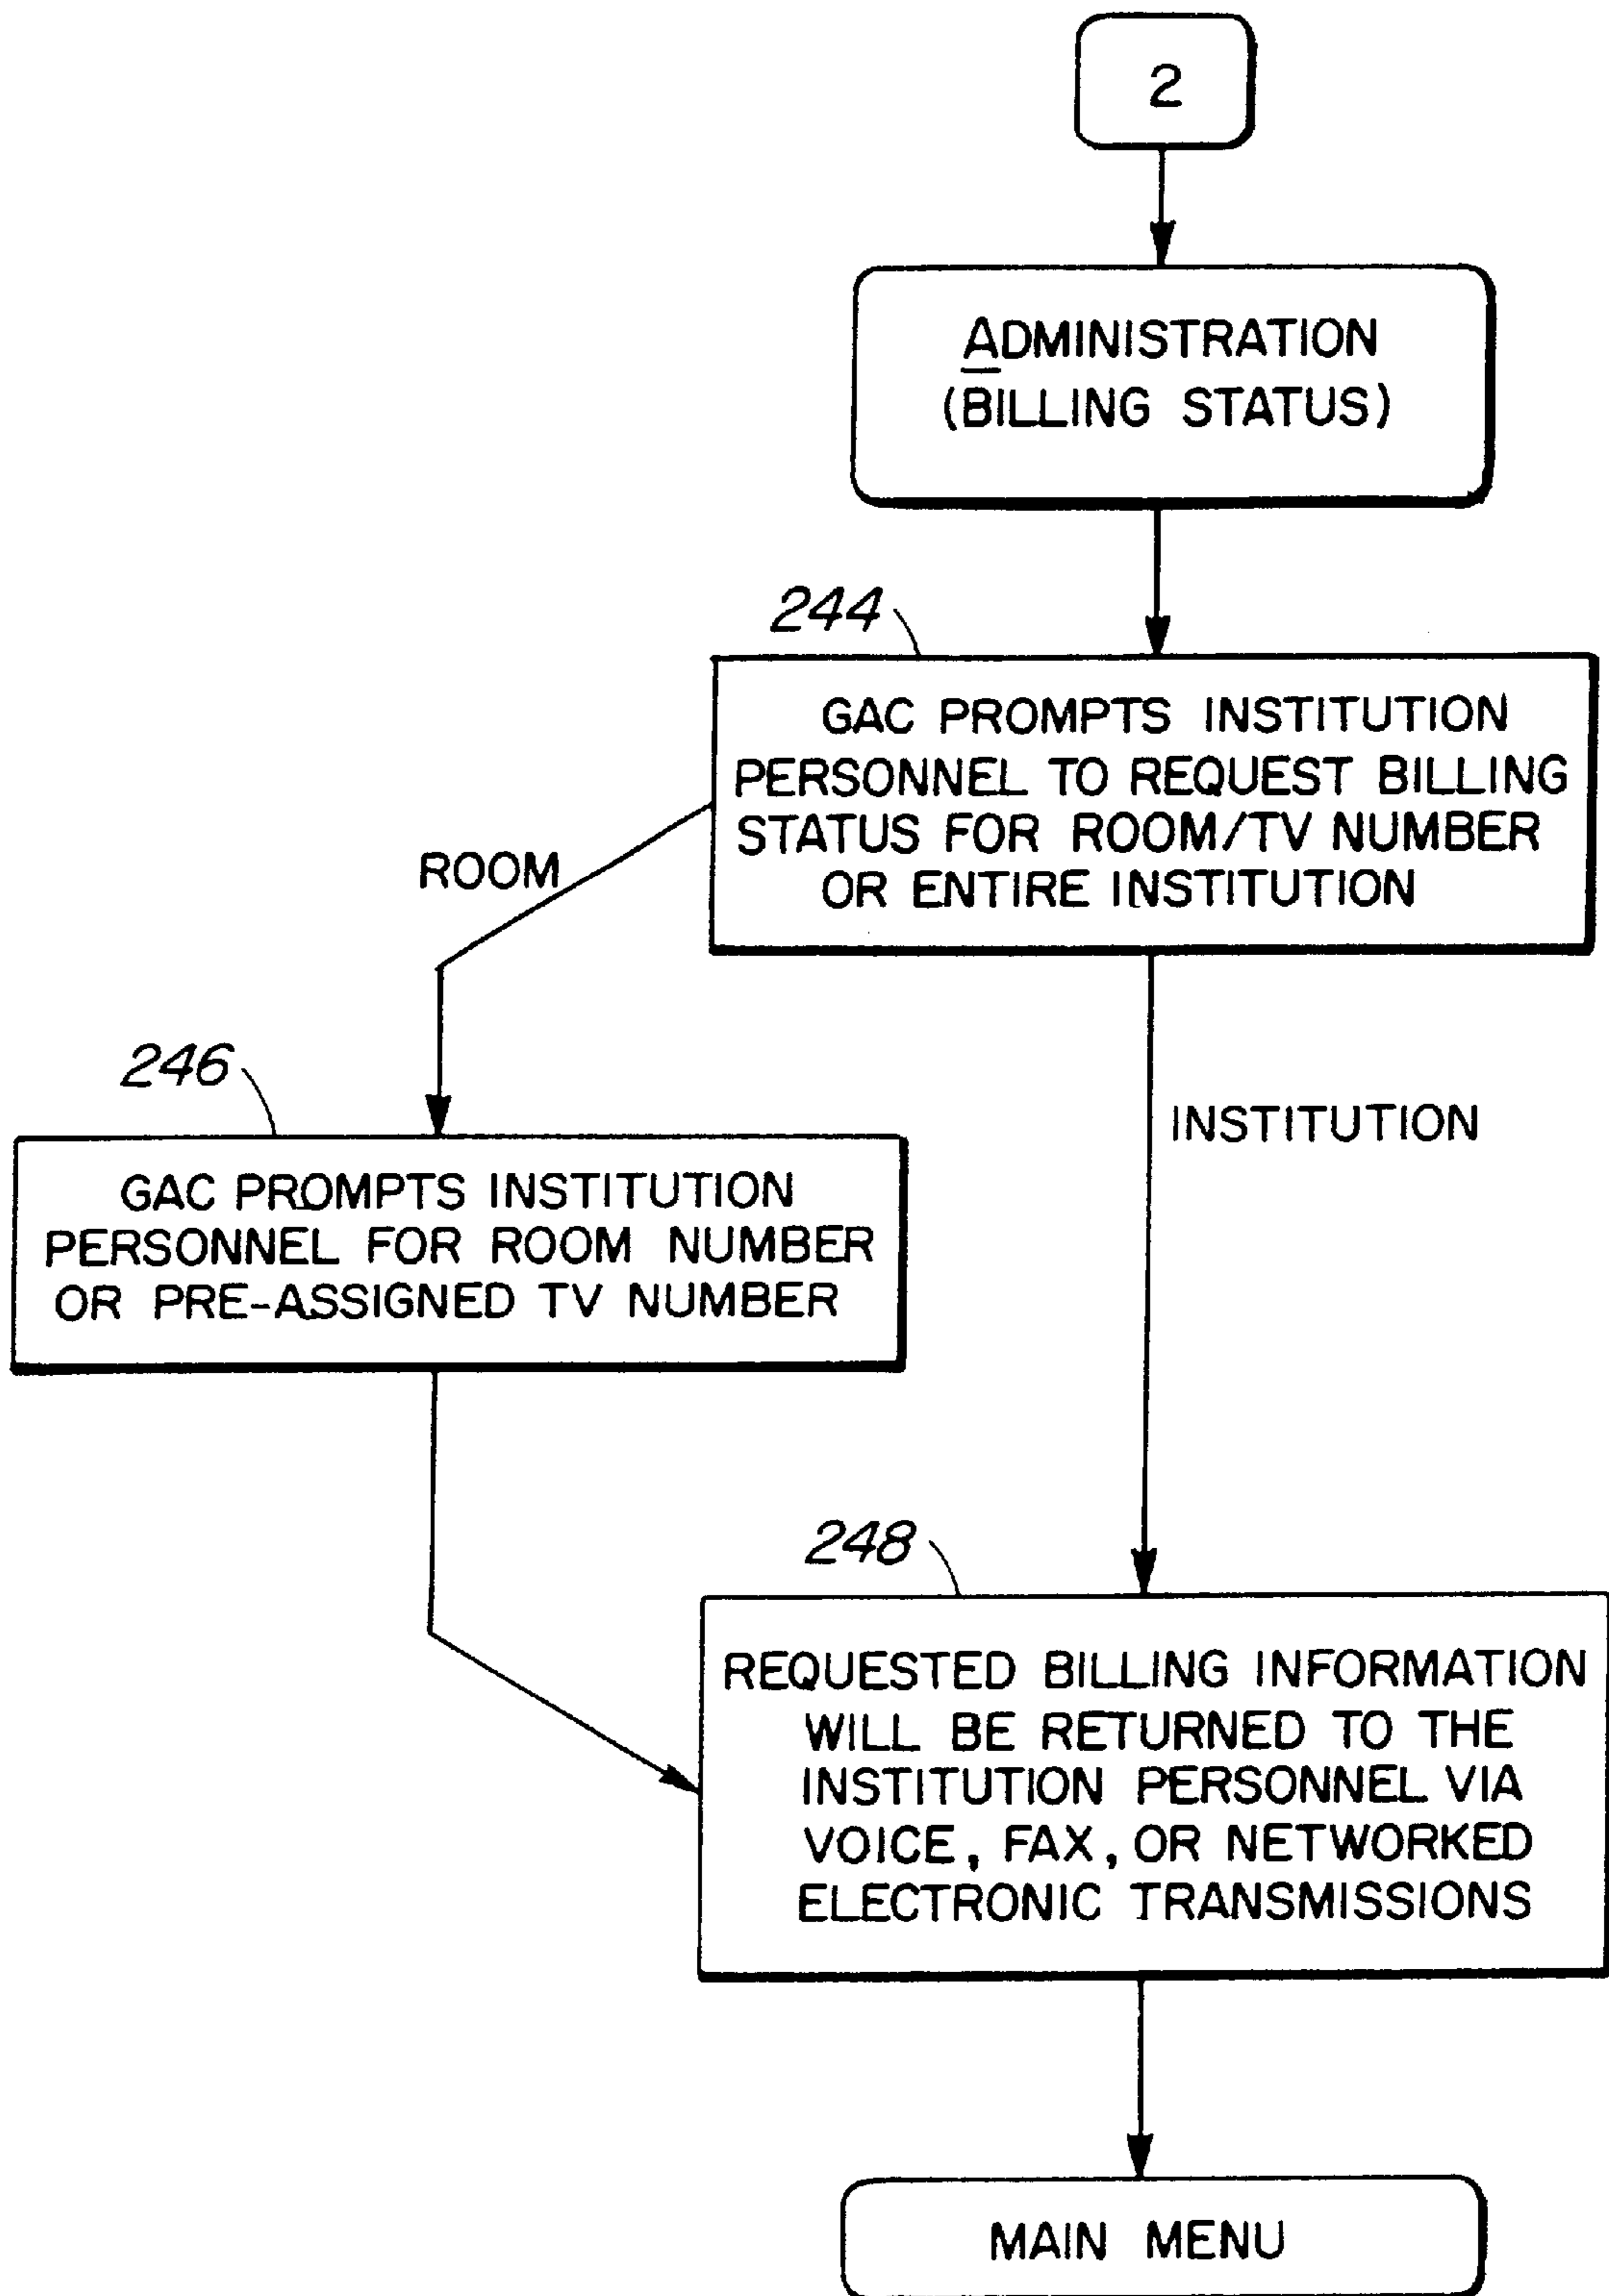 2
ADMINISTRATION
(BILLING STATUS)
244
GAC PROMPTS INSTITUTION
PERSONNEL TO REQUEST BILLING
STATUS FOR ROOM/TV NUMBER
OR ENTIRE INSTITUTION
ROOM
246
INSTITUTION
GAC PROMPTS INSTITUTION
PERSONNEL FOR ROOM NUMBER
OR PRE-ASSIGNED TV NUMBER
248
REQUESTED BILLING INFORMATION
WILL BE RETURNED TO THE
INSTITUTION PERSONNEL VIA
VOICE, FAX, OR NETWORKED
ELECTRONIC TRANSMISSIONS
MAIN MENU